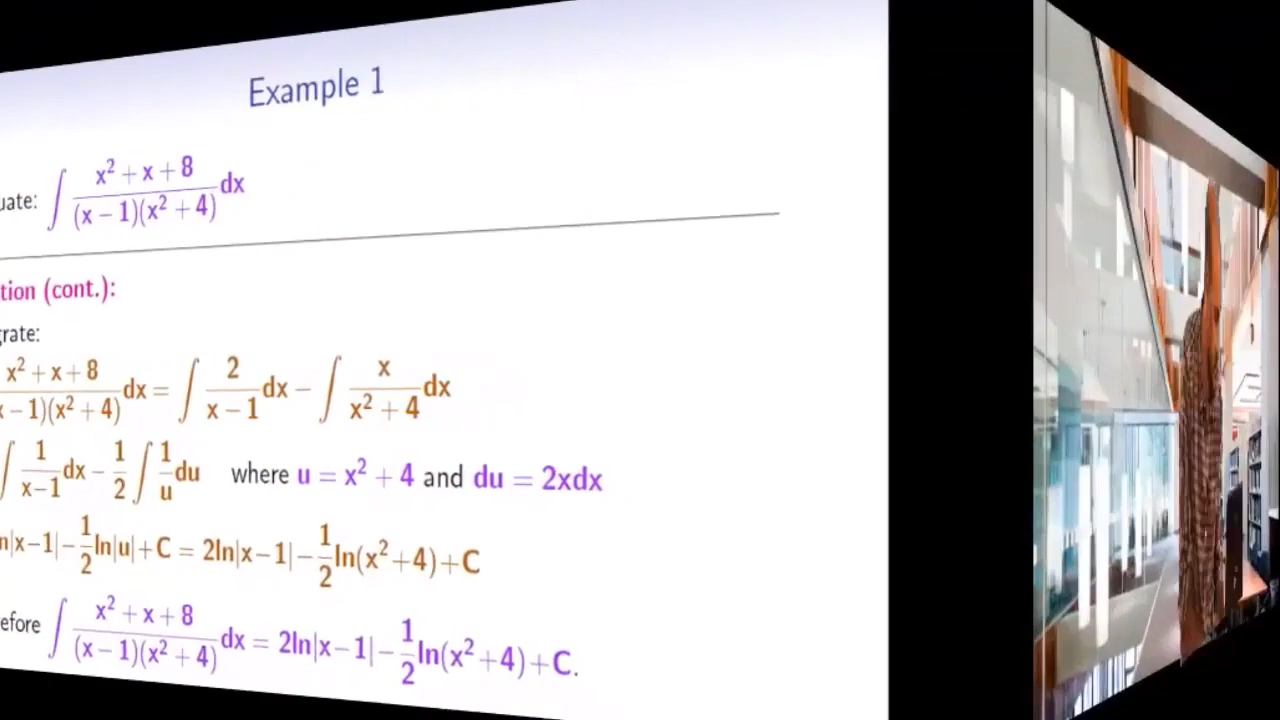 Example 1
uate: ∫ x² + x + 8 / (x − 1)(x² + 4) dx
tion (cont.):
rate:
x² + x + 8 / x − 1)(x² + 4) dx = ∫ 2 / x − 1 dx − ∫ x / x² + 4 dx
∫ 1 / x−1 dx − 1/2 ∫ 1/u du where u = x² + 4 and du = 2xdx
n|x−1|− 1/2 ln|u|+C = 2ln|x−1|− 1/2 ln(x²+4)+C
efore ∫ x² + x + 8 / (x − 1)(x² + 4) dx = 2ln|x−1|− 1/2 ln(x²+4)+C.